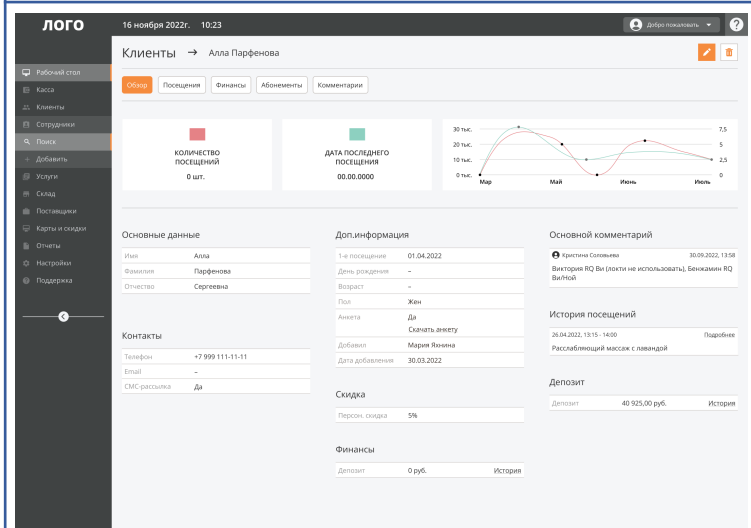 ЛОГО
16 ноября 2022г. 10:23
Добро пожаловать
?
Рабочий стол
Касса
Клиенты
Сотрудники
Поиск
Добавить
Услуги
Склад
Поставщики
Карты и скидки
Отчеты
Настройки
Поддержка
Клиенты → Алла Парфенова
Обзор Посещения Финансы Абонементы Комментарии
КОЛИЧЕСТВО
ПОСЕЩЕНИЙ
0 шт.
ДАТА ПОСЛЕДНЕГО
ПОСЕЩЕНИЯ
00.00.0000
30 тыс. 7,5
20 тыс. 5
10 тыс. 2,5
0 тыс. 0
Мар Май Июнь Июль
Основные данные
Имя Алла
Фамилия Парфенова
Отчество Сергеевна
Контакты
Телефон +7 999 111-11-11
Email –
СМС-рассылка Да
Доп.информация
1-е посещение 01.04.2022
День рождения –
Возраст –
Пол Жен
Анкета Да
Скачать анкету
Добавил Мария Яхнина
Дата добавления 30.03.2022
Скидка
Персон. скидка 5%
Финансы
Депозит 0 руб. История
Основной комментарий
Кристина Соловьева 30.09.2022, 13:58
Виктория RQ Ви (локти не использовать), Бенжамин RQ
Ви/Ной
История посещений
26.04.2022, 13:15 - 14:00 Подробнее
Расслабляющий массаж с лавандой
Депозит
Депозит 40 925,00 руб. История